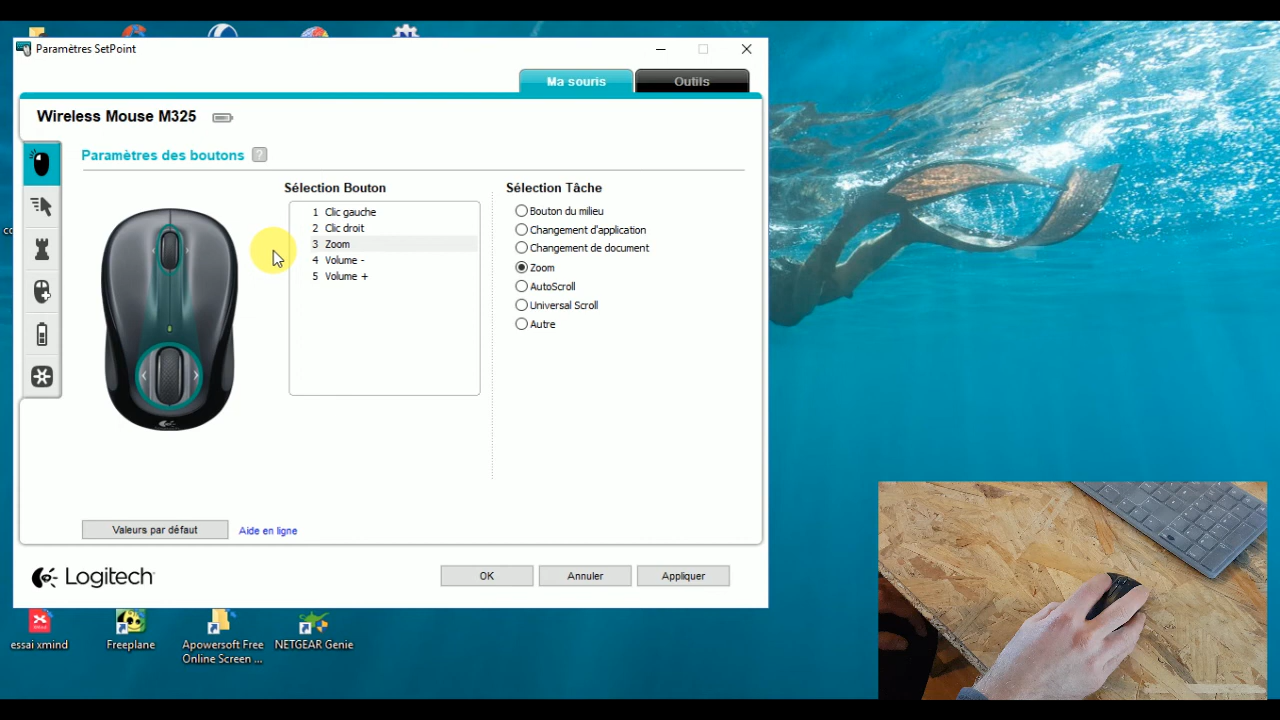 Paramètres SetPoint
Ma souris
Outils
Wireless Mouse M325
Paramètres des boutons ?
Sélection Bouton
1 Clic gauche
2 Clic droit
3 Zoom
4 Volume -
5 Volume +
Sélection Tâche
Bouton du milieu
Changement d'application
Changement de document
Zoom
AutoScroll
Universal Scroll
Autre
Valeurs par défaut
Aide en ligne
Logitech
OK
Annuler
Appliquer
essai xmind
Freeplane
Apowersoft Free
Online Screen ...
NETGEAR Genie